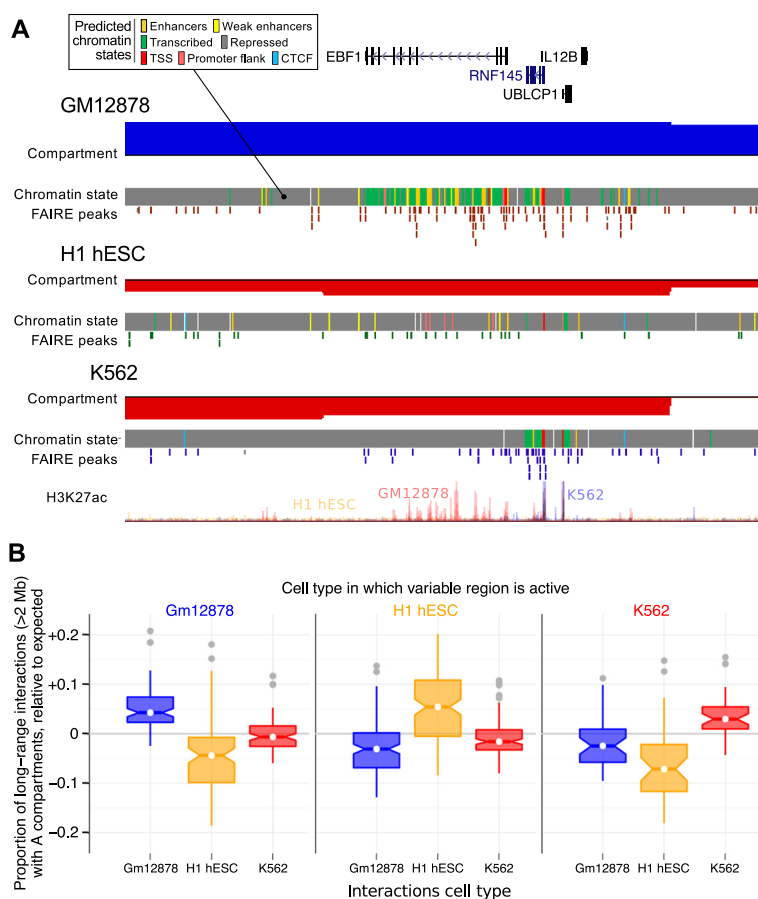 A
Predicted chromatin states
Enhancers Weak enhancers
Transcribed Repressed
TSS Promoter flank CTCF
EBF1
IL12B
RNF145
UBLCP1
GM12878
Compartment
Chromatin state
FAIRE peaks
H1 hESC
Compartment
Chromatin state
FAIRE peaks
K562
Compartment
Chromatin state
FAIRE peaks
H3K27ac
H1 hESC
GM12878
K562
B
Cell type in which variable region is active
Gm12878 H1 hESC K562
Proportion of long−range interactions (>2 Mb)
with A compartments, relative to expected
+0.2
+0.1
0
−0.1
−0.2
Gm12878 H1 hESC K562 Gm12878 H1 hESC K562 Gm12878 H1 hESC K562
Interactions cell type